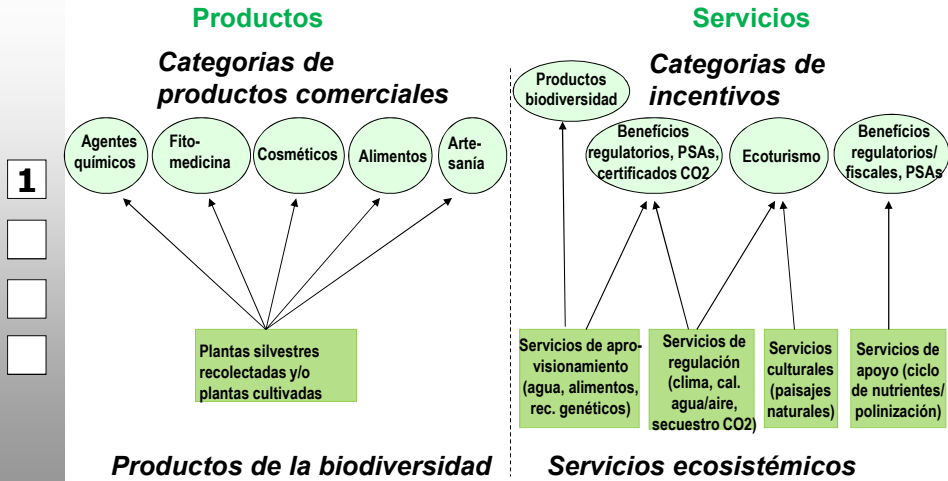 Productos
Categorias de
productos comerciales
Agentes
químicos
Fito-
medicina
Cosméticos
Alimentos
Arte-
sanía
1
Plantas silvestres
recolectadas y/o
plantas cultivadas
Productos de la biodiversidad
Servicios
Categorias de
incentivos
Productos
biodiversidad
Benefícios
regulatorios, PSAs,
certificados CO2
Ecoturismo
Benefícios
regulatorios/
fiscales, PSAs
Servicios de apro-
visionamiento
(agua, alimentos,
rec. genéticos)
Servicios de
regulación
(clima, cal.
agua/aire,
secuestro CO2)
Servicios
culturales
(paisajes
naturales)
Servicios de
apoyo (ciclo
de nutrientes/
polinización)
Servicios ecosistémicos